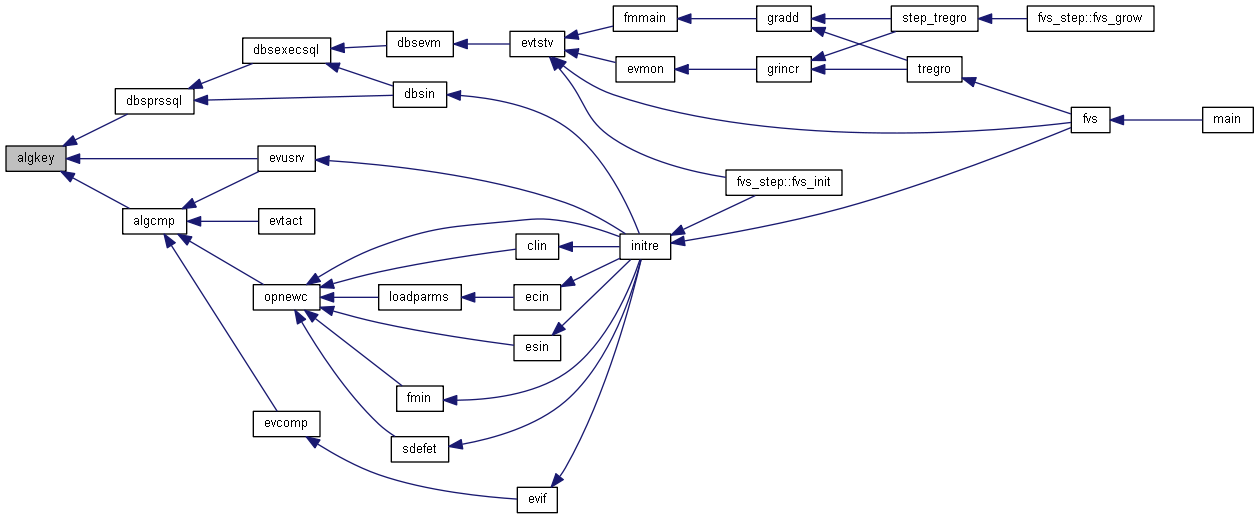 fmmain
gradd
step_tregro
fvs_step::fvs_grow
dbsexecsql
dbsevm
evtstv
evmon
grincr
tregro
dbsprssql
dbsin
fvs
main
algkey
evusrv
fvs_step::fvs_init
algcmp
evtact
clin
initre
opnewc
loadparms
ecin
esin
fmin
evcomp
sdefet
evif